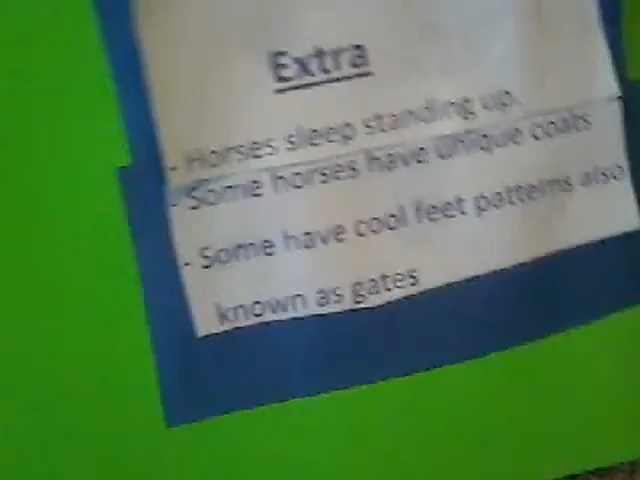 Extra
- Horses sleep standing up.
- Some horses have unique coats
- Some have cool feet patterns also
known as gates